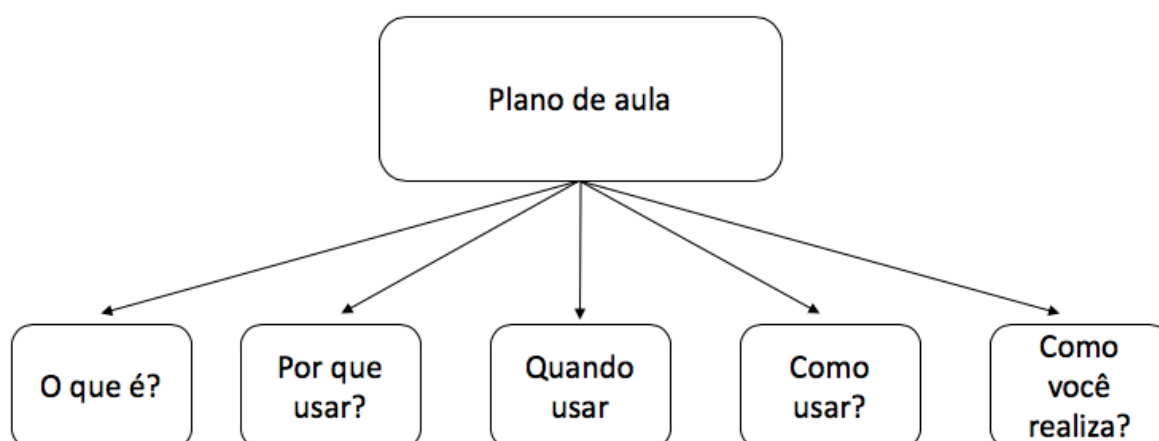 Plano de aula
O que é?
Por que
usar?
Quando
usar
Como
usar?
Como
você
realiza?